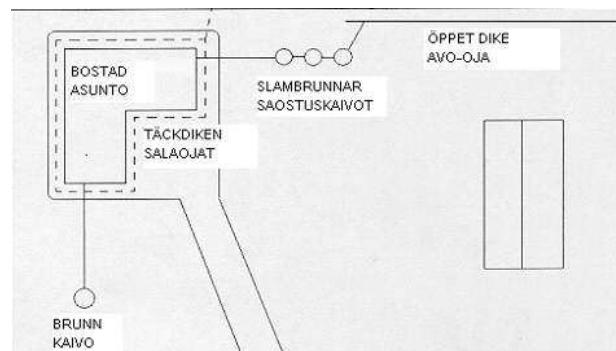 ÖPPET DIKE
AVO-OJA
BOSTAD
ASUNTO
SLAMBRUNNAR
SAOSTUSKAIVOT
TÄCKDIKEN
SALAOJAT
BRUNN
KAIVO